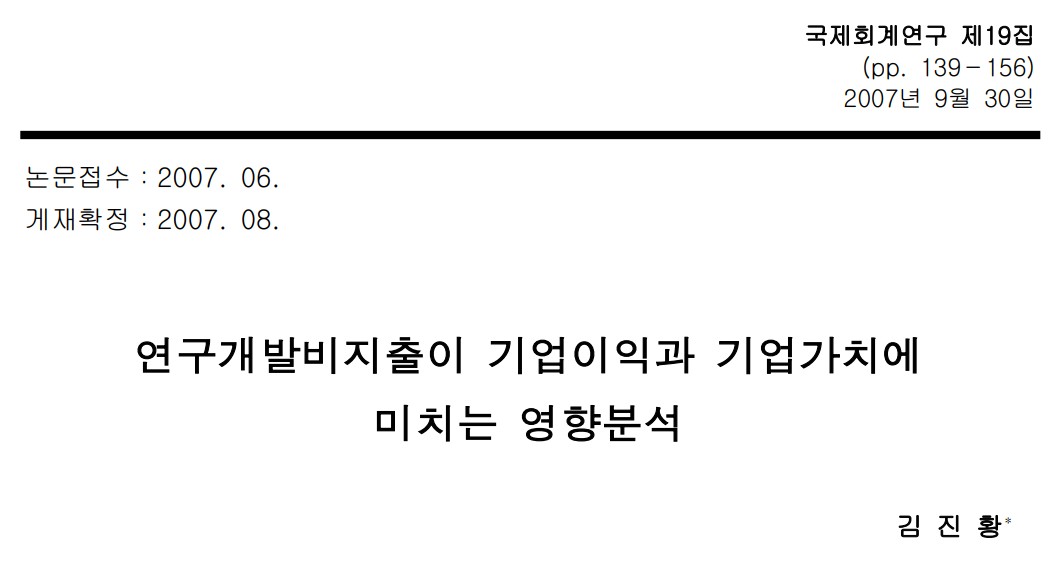 국제회계연구 제19집
(pp. 139-156)
2007년 9월 30일
논문접수 : 2007. 06.
게재확정 : 2007. 08.
연구개발비지출이 기업이익과 기업가치에
미치는 영향분석
김 진 황*